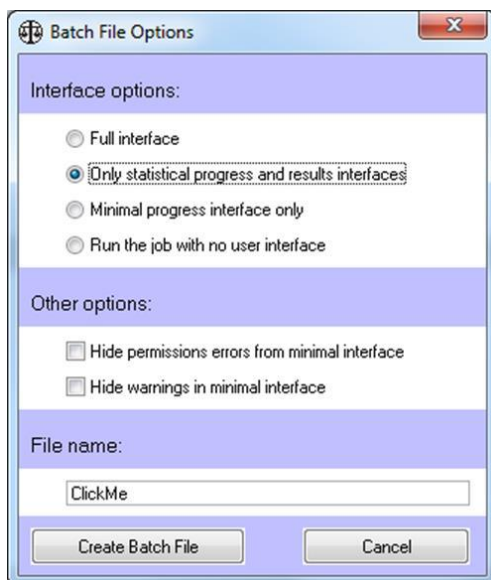 Batch File Options
Interface options:
Full interface
Only statistical progress and results interfaces
Minimal progress interface only
Run the job with no user interface
Other options:
Hide permissions errors from minimal interface
Hide warnings in minimal interface
File name:
ClickMe
Create Batch File Cancel